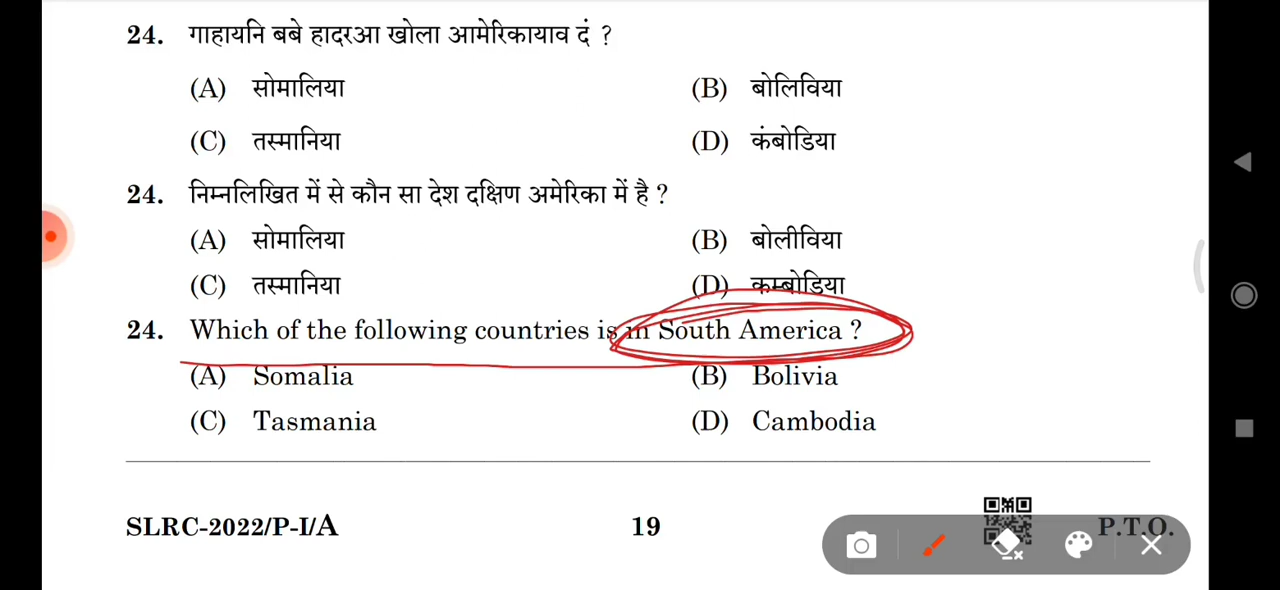 24. गाहायनि बबे हादरआ खोला आमेरिकायाव दं ?
(A) सोमालिया (B) बोलिविया
(C) तस्मानिया (D) कंबोडिया
24. निम्नलिखित में से कौन सा देश दक्षिण अमेरिका में है ?
(A) सोमालिया (B) बोलीविया
(C) तस्मानिया (D) कम्बोडिया
24. Which of the following countries is in South America ?
(A) Somalia (B) Bolivia
(C) Tasmania (D) Cambodia
SLRC-2022/P-I/A 19 P.T.O.